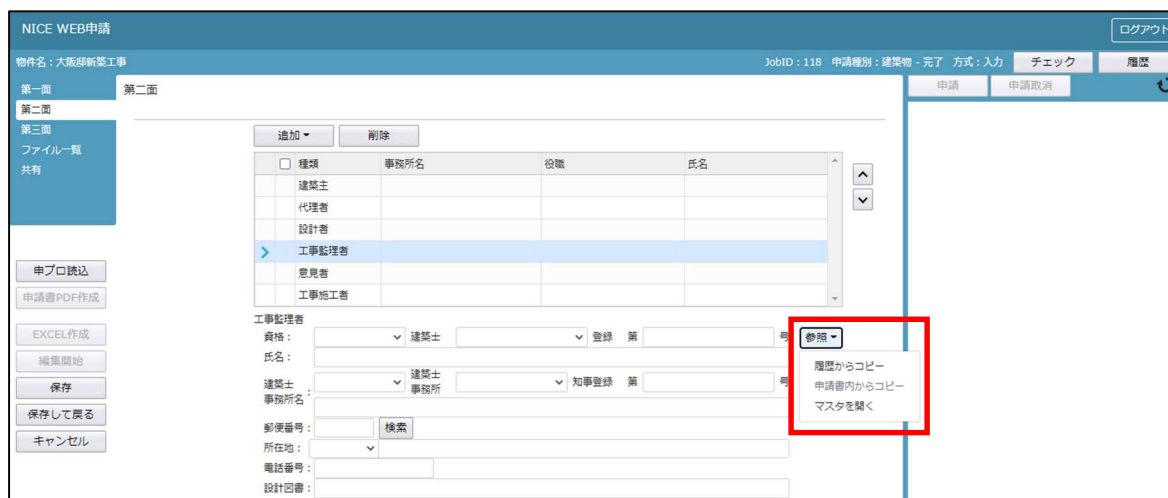 NICE WEB申請
ログアウト
物件名：大阪邸新築工事
JobID：118 申請種別：建築物 - 完了 方式：入力
チェック
履歴
第一面
第二面
第三面
ファイル一覧
共有
第二面
申請
申請取消
追加
削除
種類 事務所名 役職 氏名
建築主
代理者
設計者
工事監理者
意見者
工事施工者
申プロ読込
申請書PDF作成
EXCEL作成
編集開始
保存
保存して戻る
キャンセル
工事監理者
資格： 建築士 登録 第 号 参照
氏名：
建築士事務所名： 建築士事務所 知事登録 第 号
郵便番号： 検索
所在地：
電話番号：
設計図書：
履歴からコピー
申請書内からコピー
マスタを開く